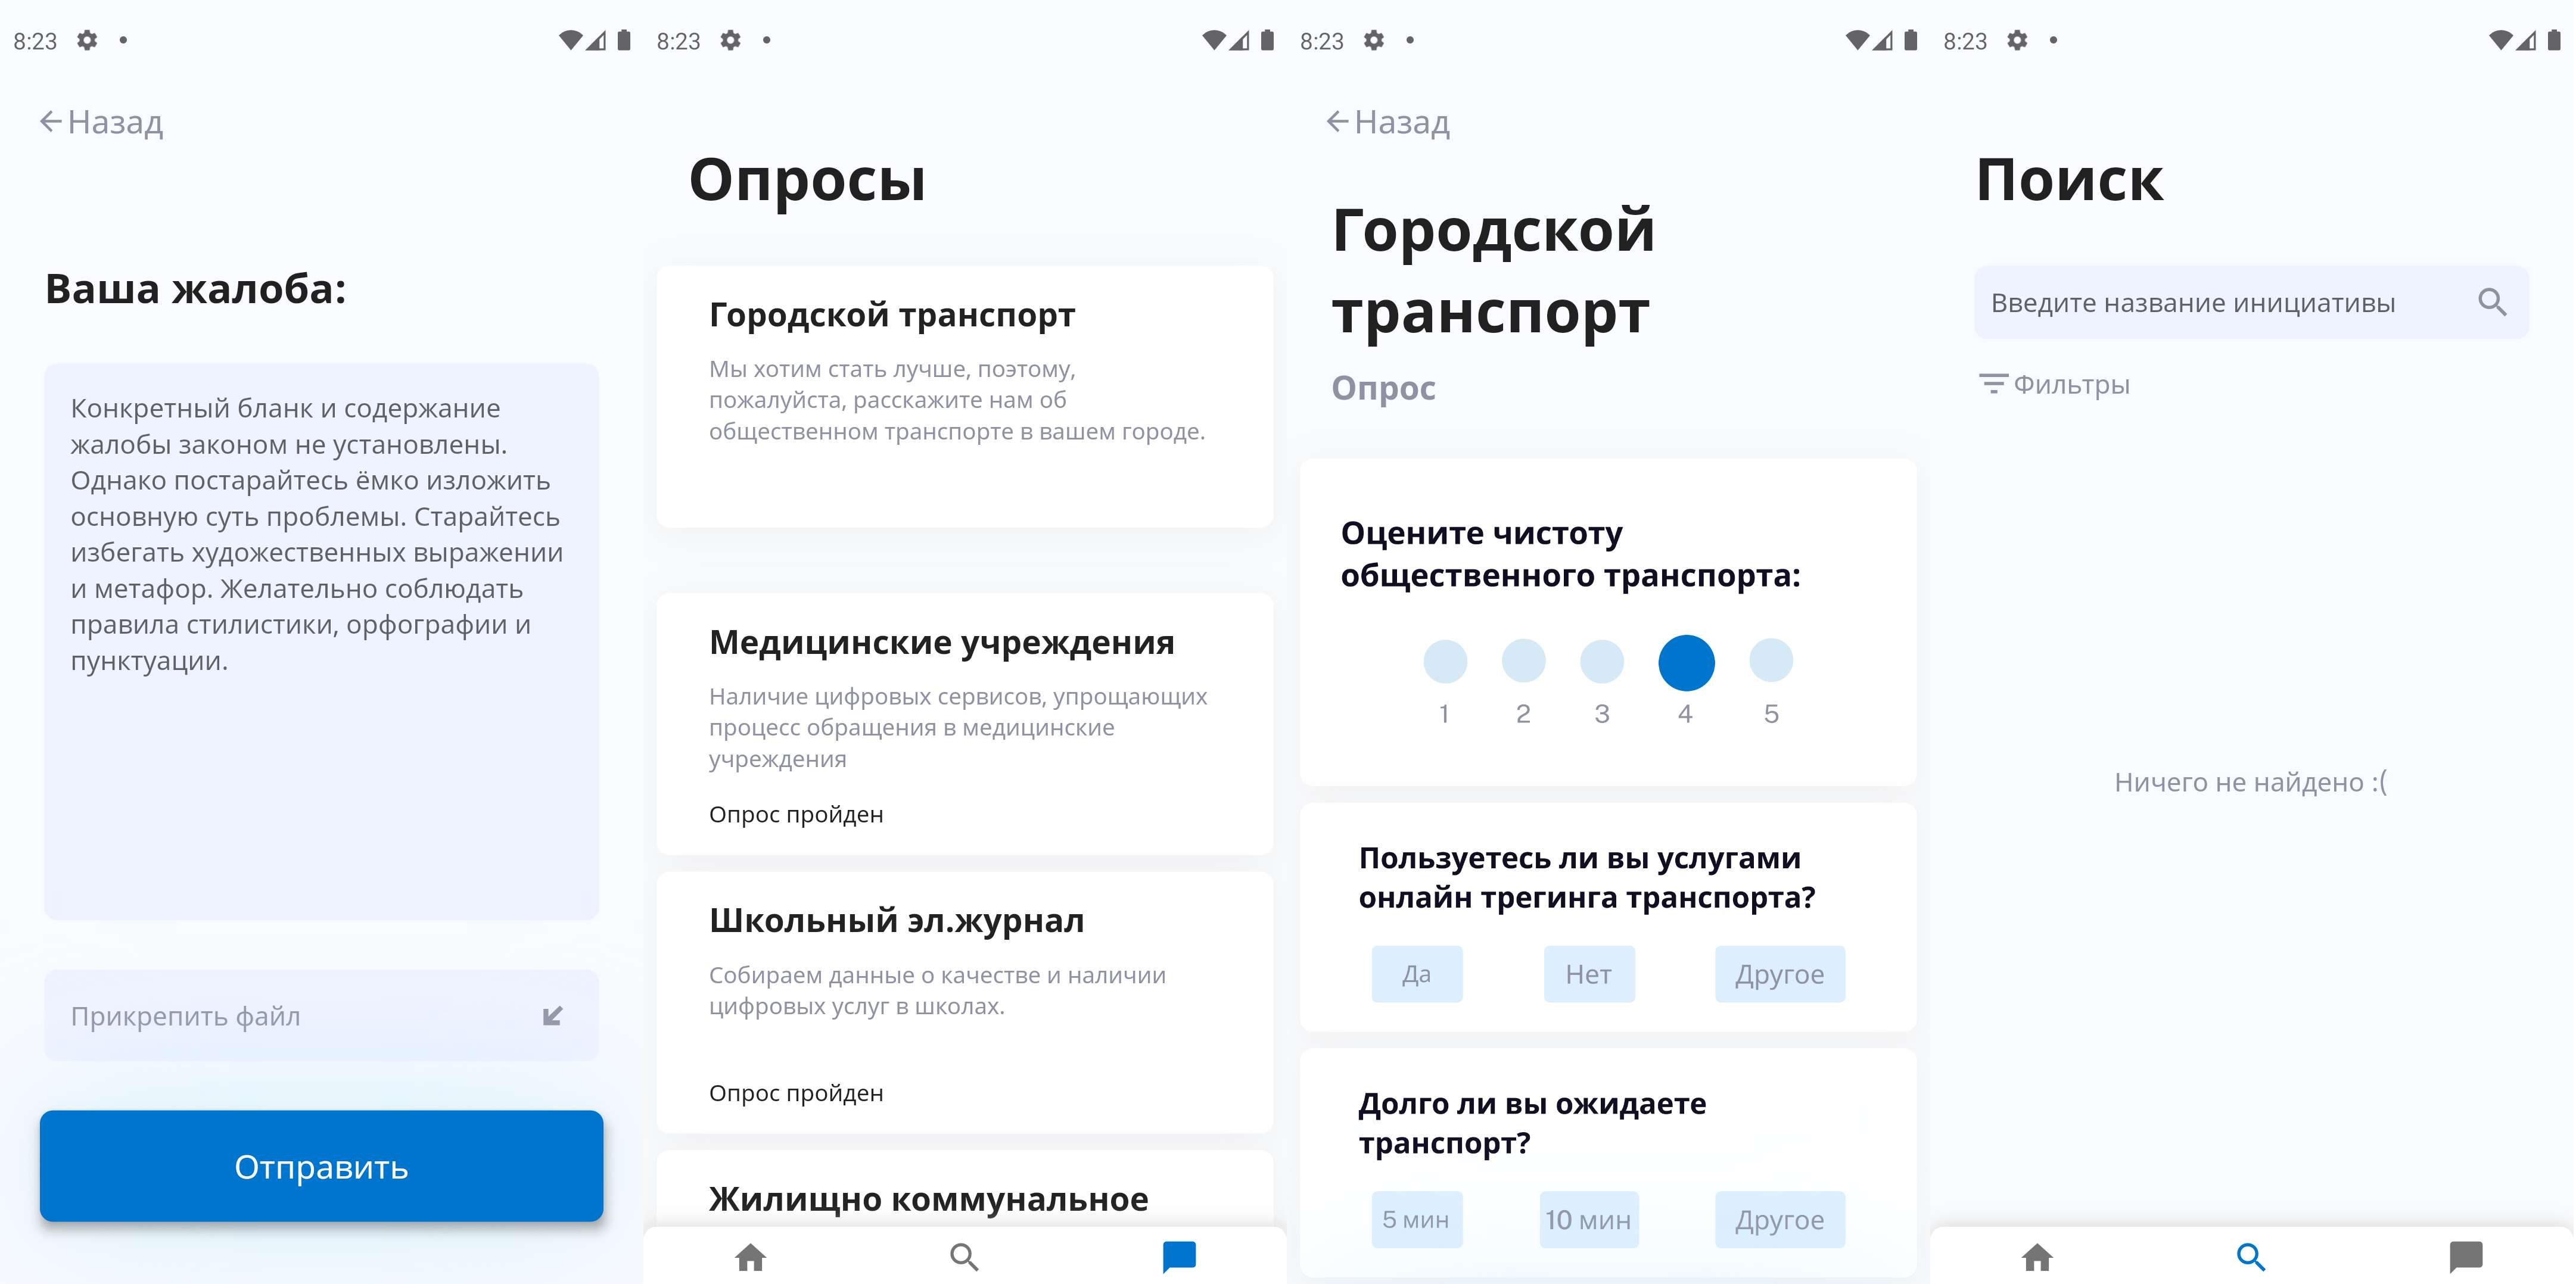 8:23
Назад
Ваша жалоба:
Конкретный бланк и содержание
жалобы законом не установлены.
Однако постарайтесь ёмко изложить
основную суть проблемы. Старайтесь
избегать художественных выражении
и метафор. Желательно соблюдать
правила стилистики, орфографии и
пунктуации.
Прикрепить файл
Отправить
8:23
Опросы
Городской транспорт
Мы хотим стать лучше, поэтому,
пожалуйста, расскажите нам об
общественном транспорте в вашем городе.
Медицинские учреждения
Наличие цифровых сервисов, упрощающих
процесс обращения в медицинские
учреждения
Опрос пройден
Школьный эл.журнал
Собираем данные о качестве и наличии
цифровых услуг в школах.
Опрос пройден
Жилищно коммунальное
8:23
Назад
Городской
транспорт
Опрос
Оцените чистоту
общественного транспорта:
1 2 3 4 5
Пользуетесь ли вы услугами
онлайн трегинга транспорта?
Да Нет Другое
Долго ли вы ожидаете
транспорт?
5 мин 10 мин Другое
8:23
Поиск
Введите название инициативы
Фильтры
Ничего не найдено :(